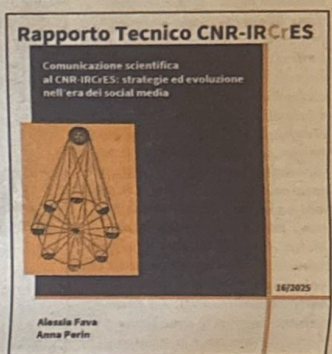 Rapporto Tecnico CNR-IRCrES
Comunicazione scientifica
al CNR-IRCrES: strategie ed evoluzione
nell'era dei social media
16/2025
Alessia Fava
Anna Perin